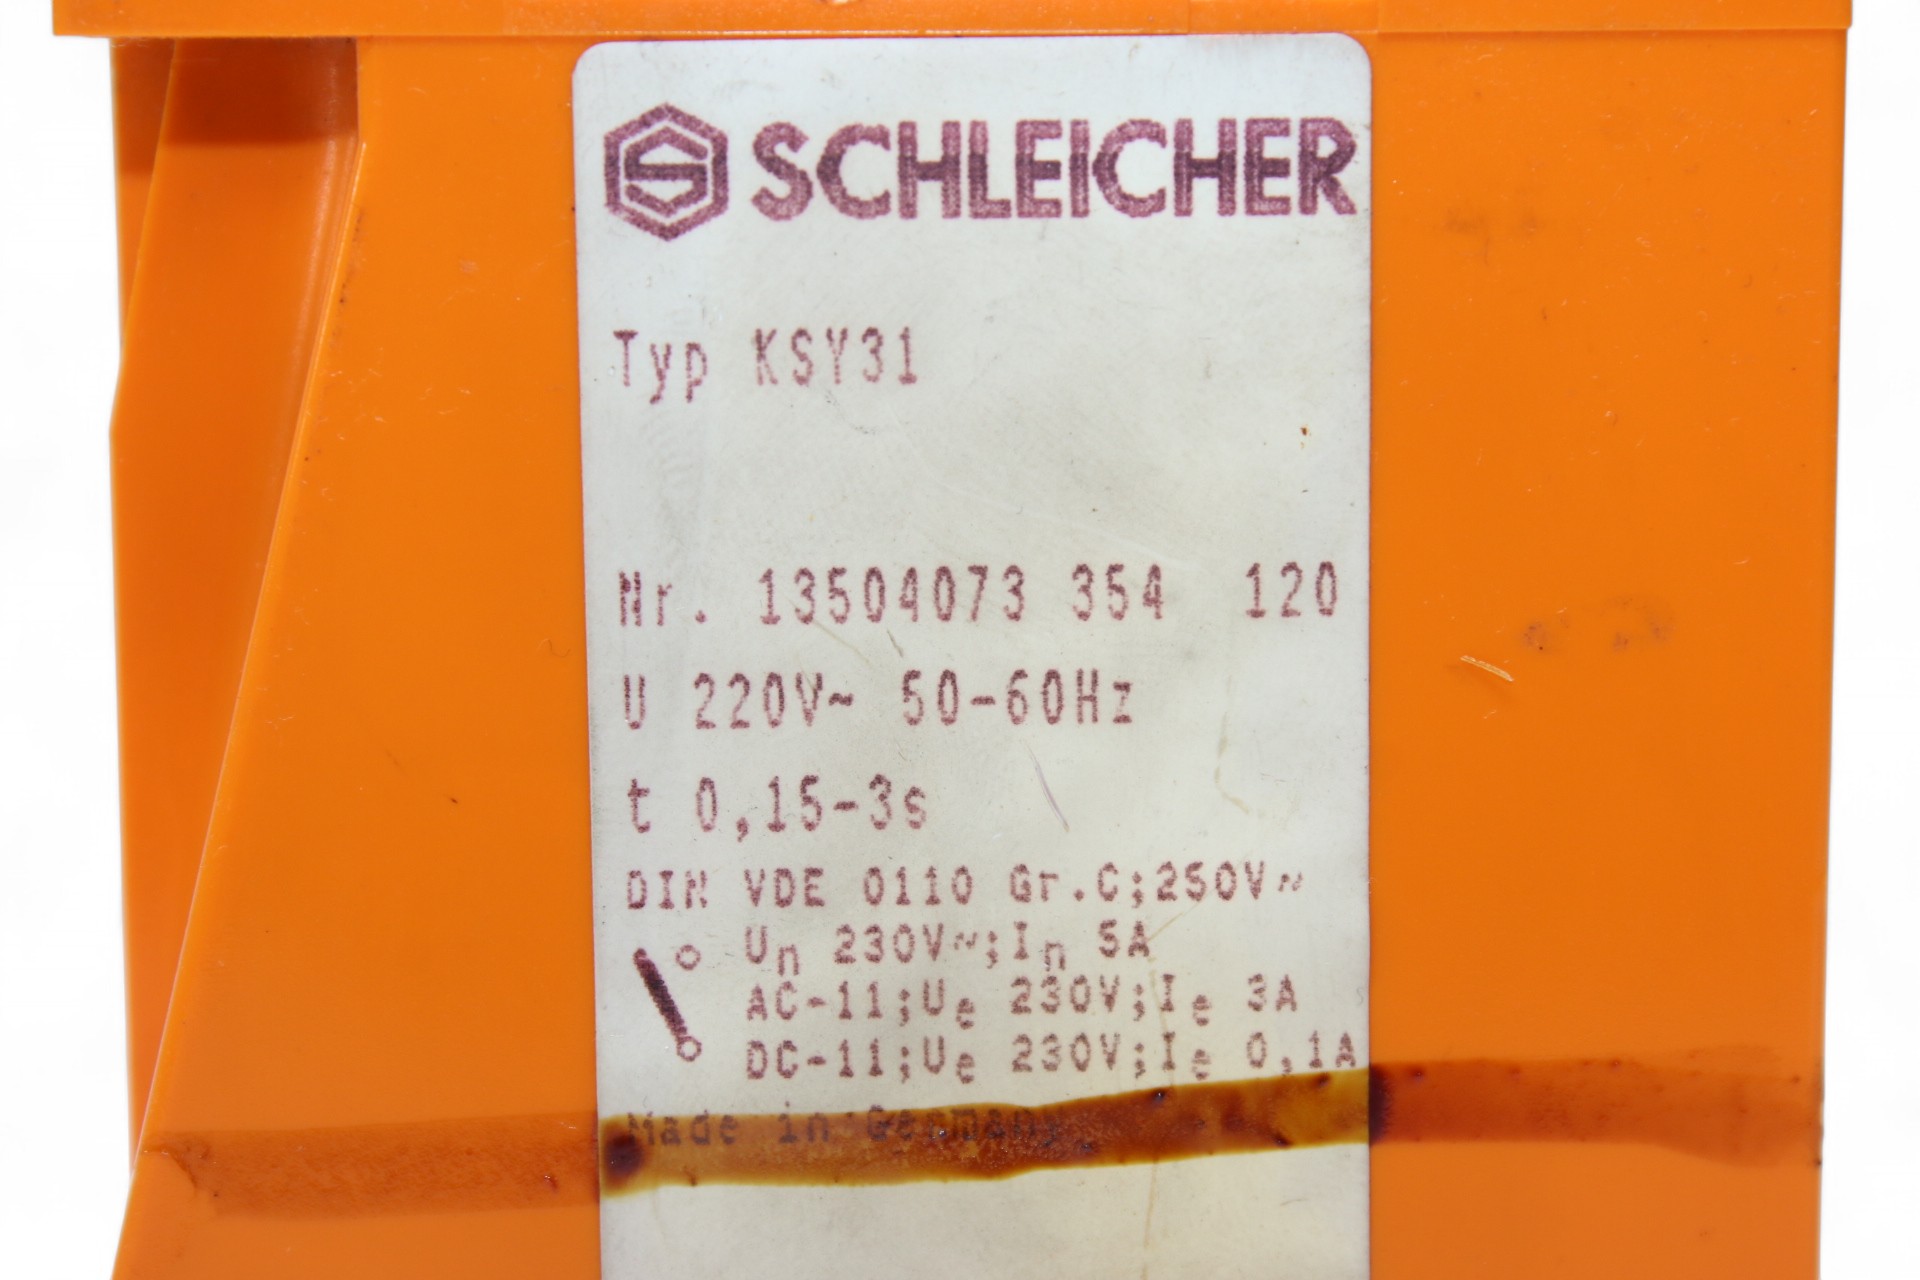 SCHLEICHER
Typ KSY31
Nr. 13504073 354 120
U 220V~ 50-60Hz
t 0,15-3s
DIN VDE 0110 Gr.C;250V~
Un 230V~;In 5A
AC-11;Ue 230V;Ie 3A
DC-11;Ue 230V;Ie 0,1A
Made in Germany